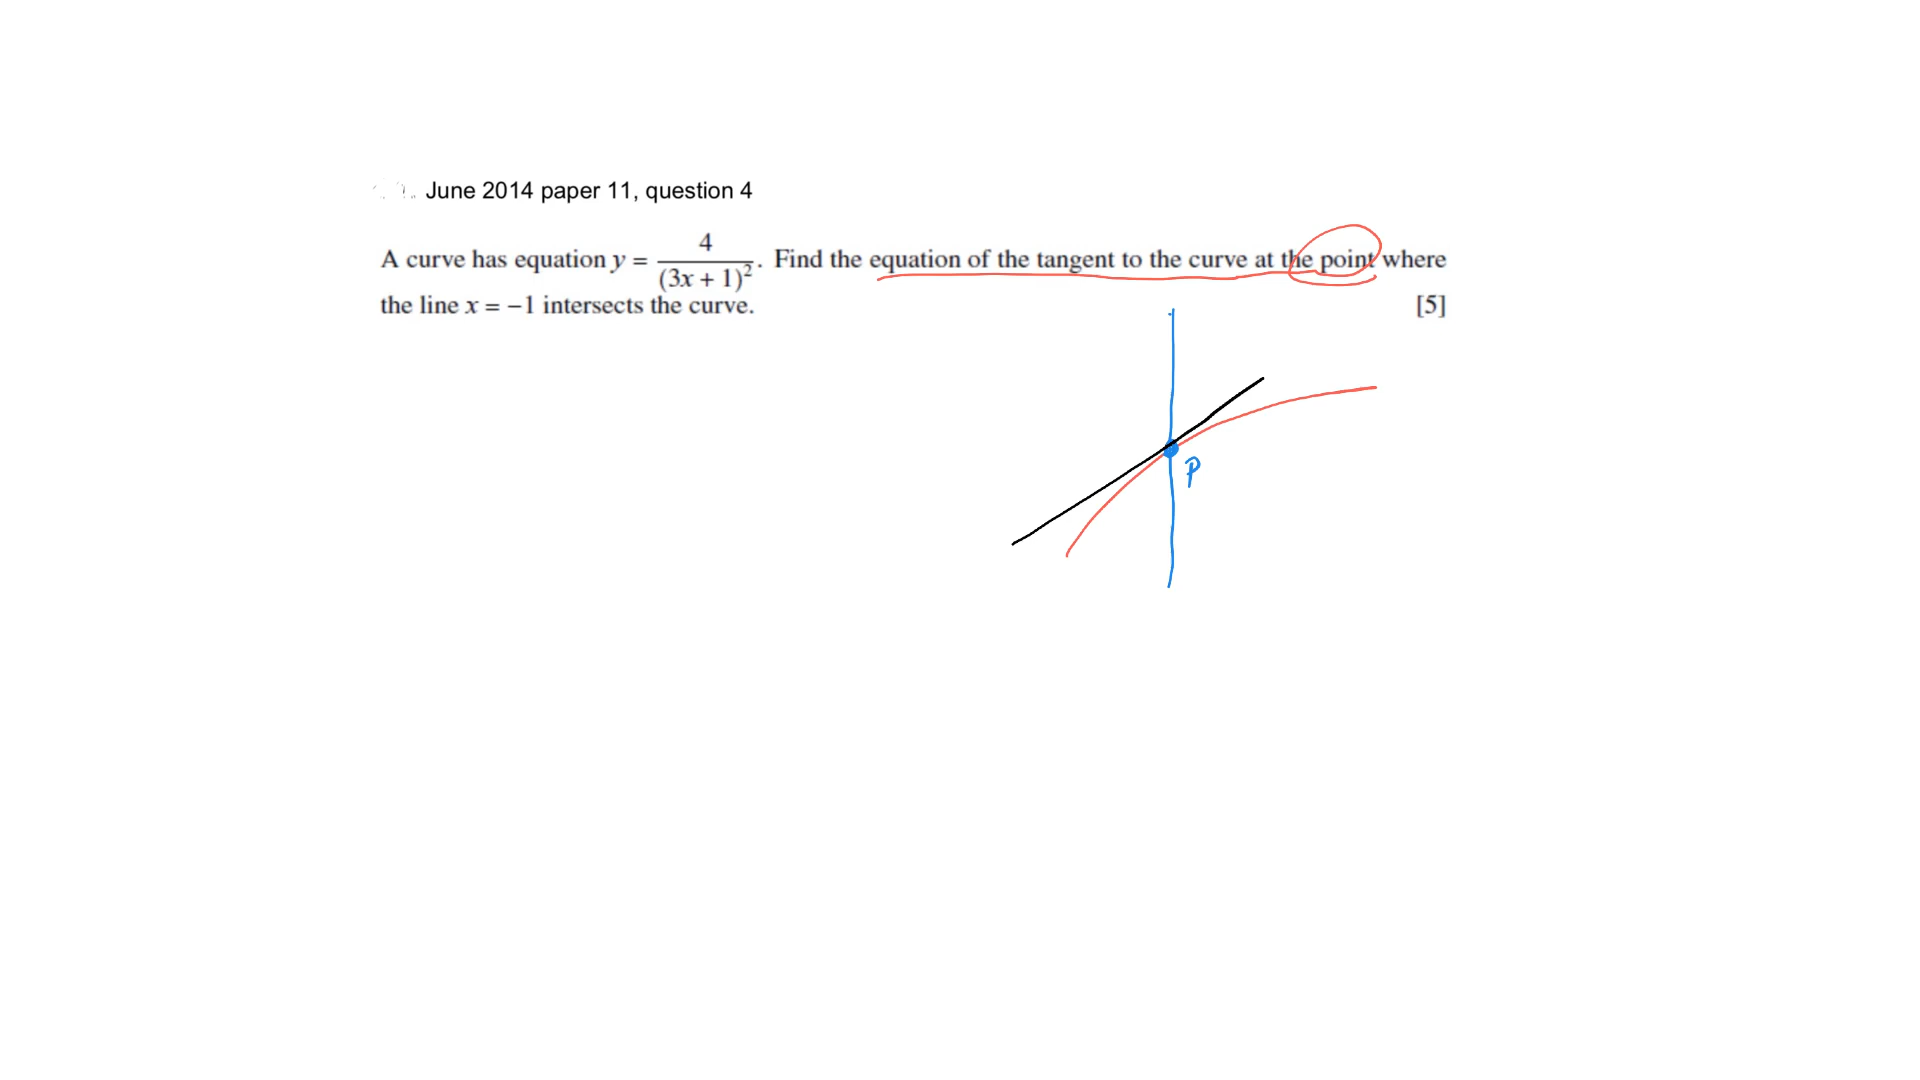 June 2014 paper 11, question 4
A curve has equation y = 4/(3x + 1)². Find the equation of the tangent to the curve at the point where
the line x = −1 intersects the curve. [5]
P